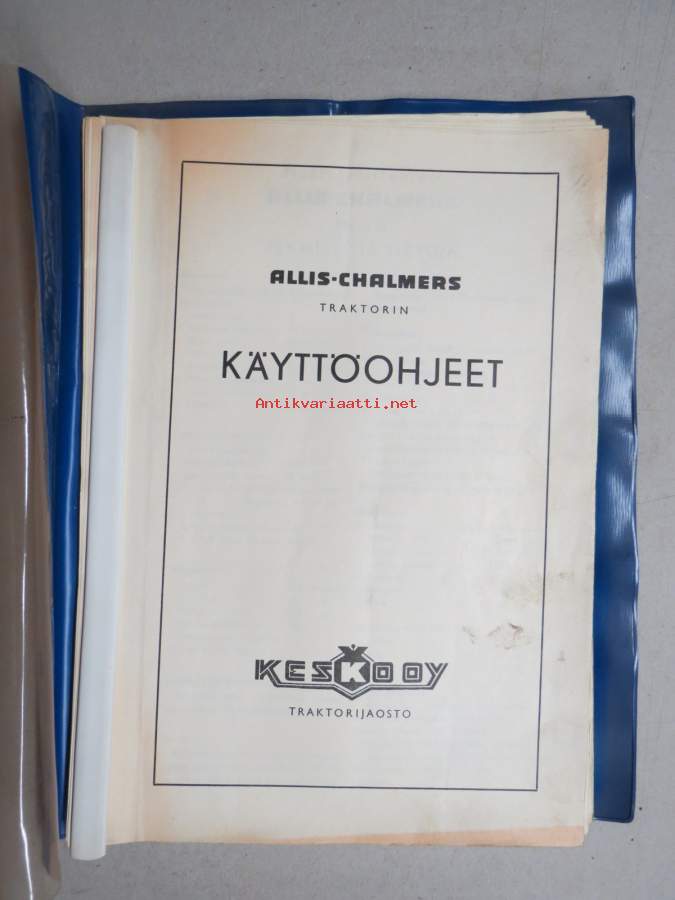 ALLIS-CHALMERS
TRAKTORIN
KÄYTTÖOHJEET
Antikvariaatti.net
KESKO OY
TRAKTORIJAOSTO